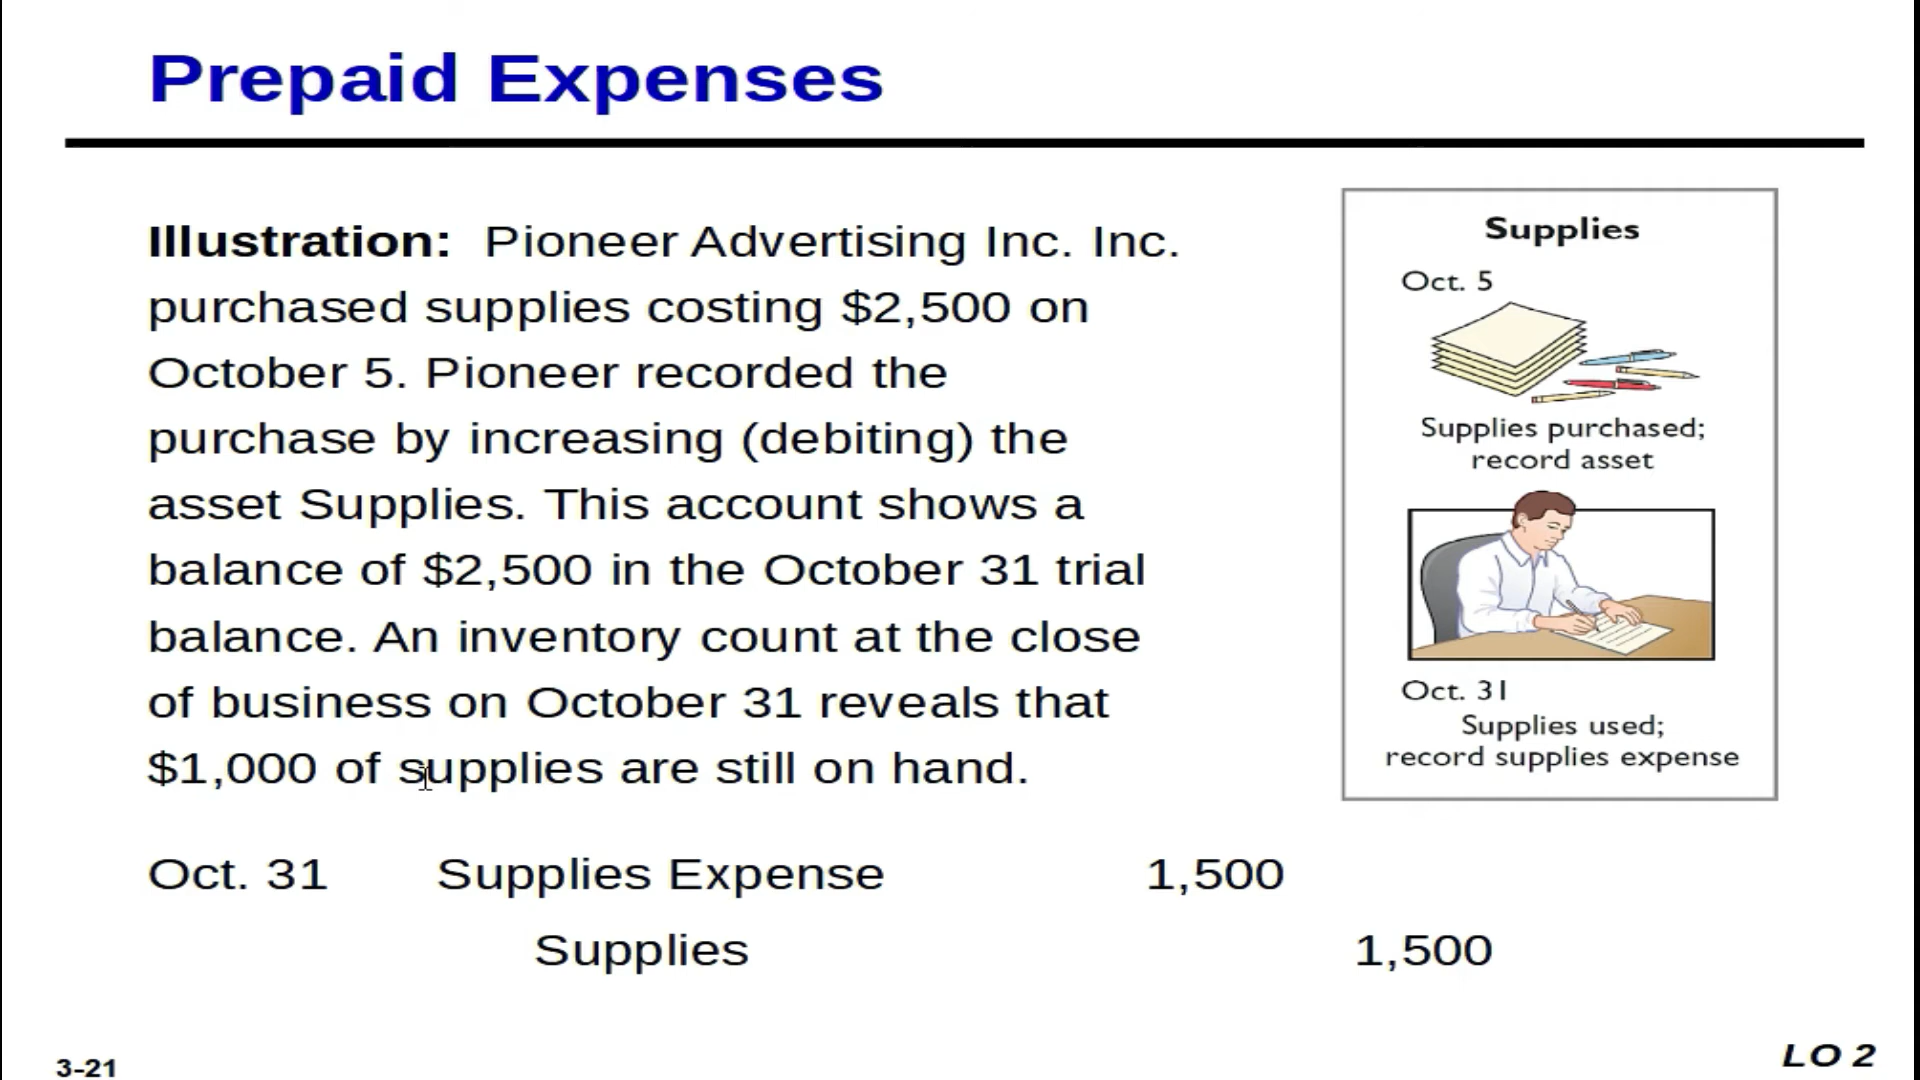 Prepaid Expenses
Illustration: Pioneer Advertising Inc. Inc.
purchased supplies costing $2,500 on
October 5. Pioneer recorded the
purchase by increasing (debiting) the
asset Supplies. This account shows a
balance of $2,500 in the October 31 trial
balance. An inventory count at the close
of business on October 31 reveals that
$1,000 of supplies are still on hand.
Supplies
Oct. 5
Supplies purchased;
record asset
Oct. 31
Supplies used;
record supplies expense
Oct. 31 Supplies Expense 1,500
Supplies 1,500
3-21
LO 2